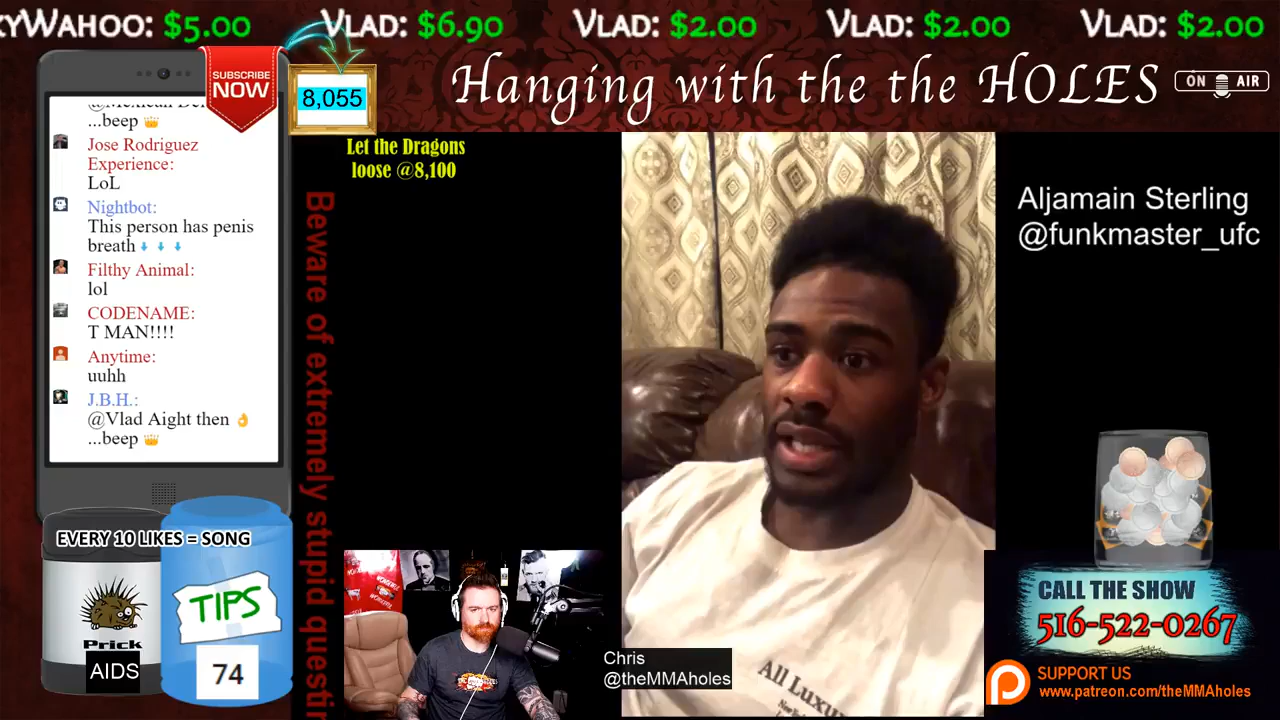 XYWAHOO: $5.00 VLAD: $6.90 VLAD: $2.00 VLAD: $2.00 VLAD: $2.00
SUBSCRIBE
NOW
8,055
Hanging with the the HOLES
ON AIR
Let the Dragons
loose @8,100
...beep 👑
Jose Rodriguez
Experience:
LoL
Nightbot:
This person has penis
breath ⬇ ⬇ ⬇
Filthy Animal:
lol
CODENAME:
T MAN!!!!
Anytime:
uuhh
J.B.H.:
@Vlad Aight then 👌
...beep 👑
Beware of extremely stupid
Aljamain Sterling
@funkmaster_ufc
EVERY 10 LIKES = SONG
Prick
AIDS
TIPS
74
Chris
@theMMAholes
All
CALL THE SHOW
516-522-0267
SUPPORT US
www.patreon.com/theMMAholes